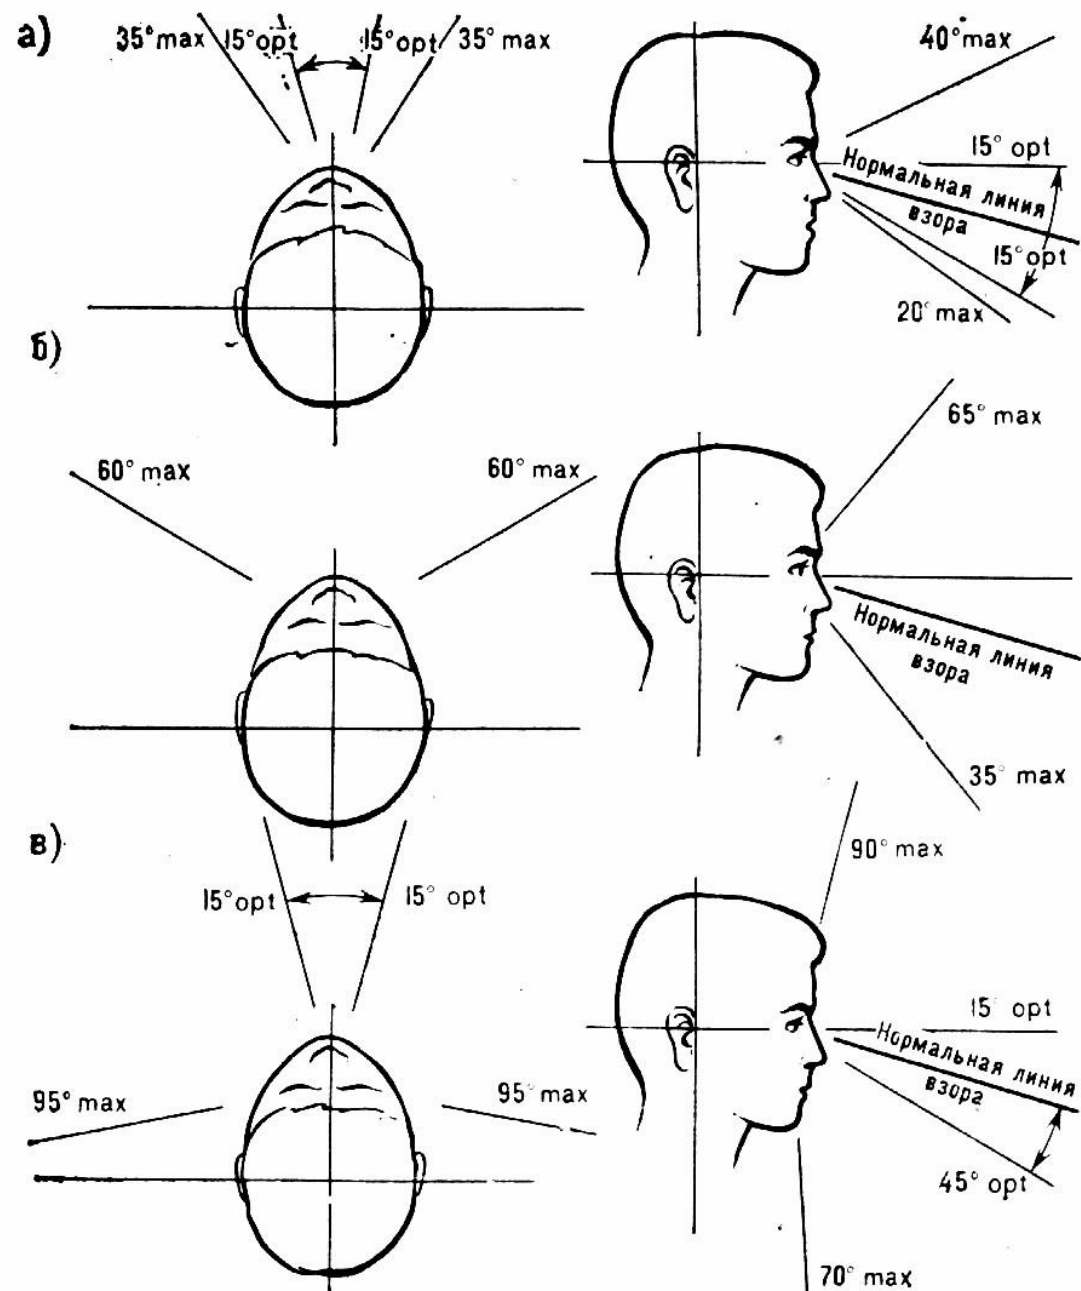 а)
35° max 15° opt 15° opt 35° max
40° max
15° opt
Нормальная линия
взора
15° opt
20° max
б)
60° max 60° max
65° max
Нормальная линия
взора
35° max
в)
15° opt 15° opt
90° max
95° max 95° max
15° opt
Нормальная линия
взора
45° opt
70° max